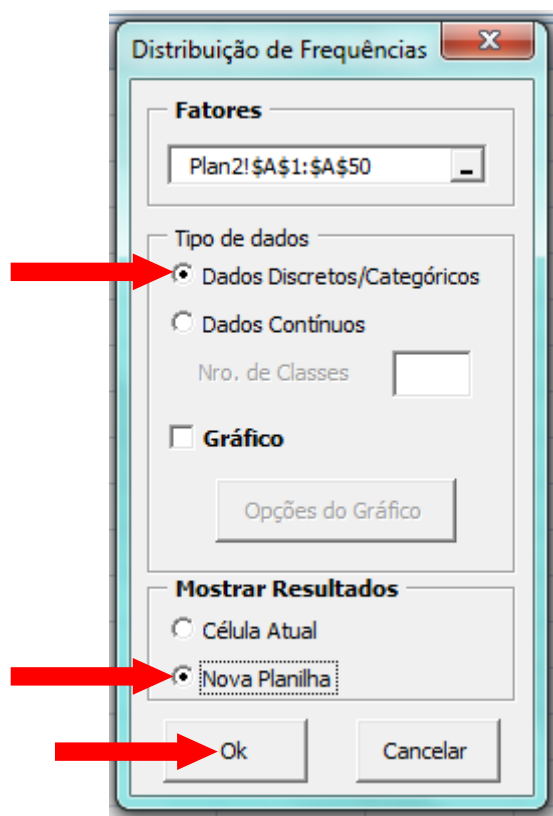 Distribuição de Frequências
Fatores
Plan2!$A$1:$A$50
Tipo de dados
Dados Discretos/Categóricos
Dados Contínuos
Nro. de Classes
Gráfico
Opções do Gráfico
Mostrar Resultados
Célula Atual
Nova Planilha
Ok Cancelar